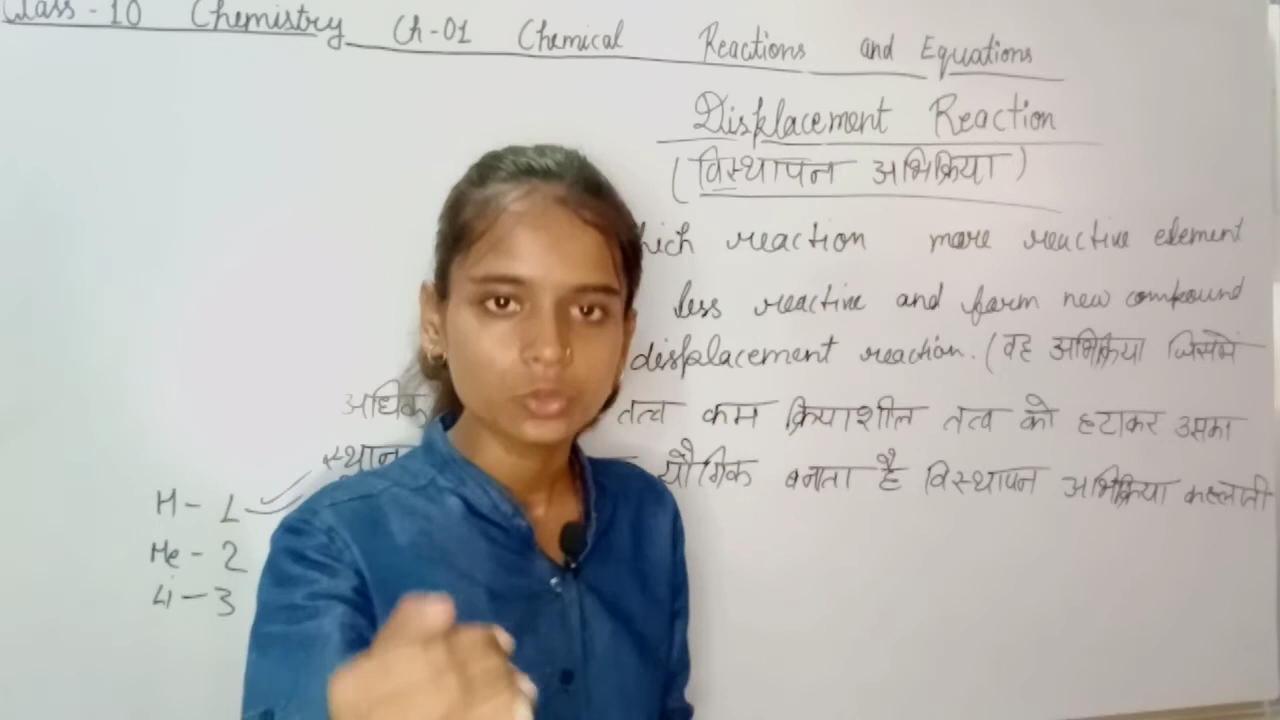 Class - 10 Chemistry Ch-01 Chemical Reactions and Equations
Displacement Reaction
(विस्थापन अभिक्रिया)
reaction more reactive element
less reactive and form new compound
displacement reaction. (वह अभिक्रिया जिसमें
अधिक तत्व कम क्रियाशील तत्व को हटाकर उसका
स्थान यौगिक बनाता है विस्थापन अभिक्रिया कहलाती
H - 1
He - 2
Li - 3